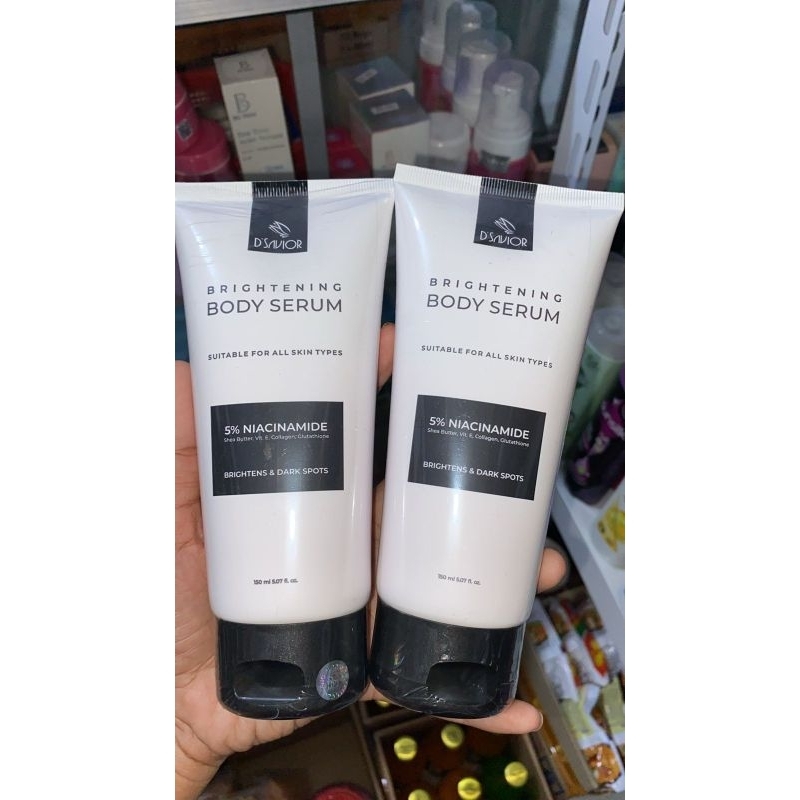 D'SAVIOR
BRIGHTENING
BODY SERUM
SUITABLE FOR ALL SKIN TYPES
5% NIACINAMIDE
Shea Butter, Vit. E, Collagen, Glutathione
BRIGHTENS & DARK SPOTS
150 ml 5.07 fl. oz.
D'SAVIOR
BRIGHTENING
BODY SERUM
SUITABLE FOR ALL SKIN TYPES
5% NIACINAMIDE
Shea Butter, Vit. E, Collagen, Glutathione
BRIGHTENS & DARK SPOTS
150 ml 5.07 fl. oz.